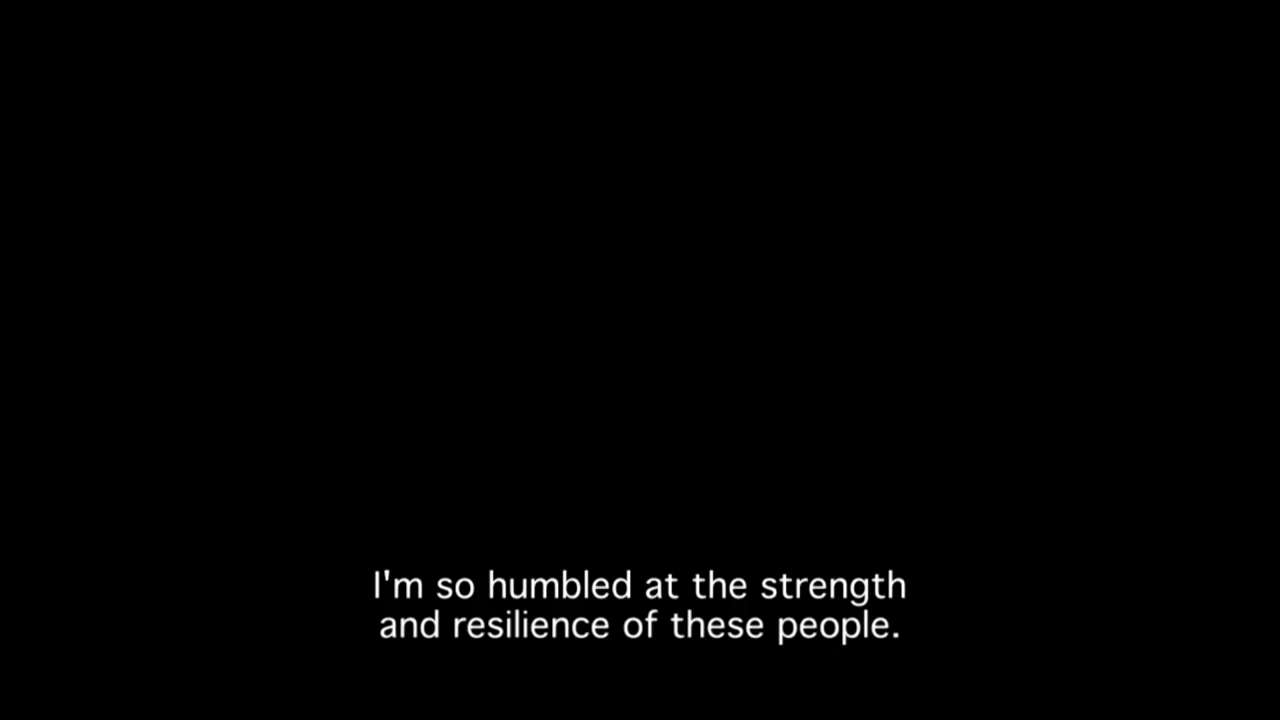 I'm so humbled at the strength
and resilience of these people.